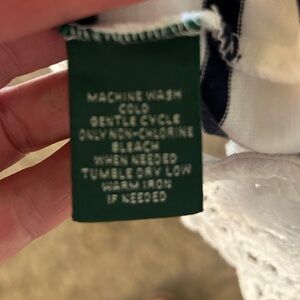 MACHINE WASH
COLD
GENTLE CYCLE
ONLY NON-CHLORINE
BLEACH
WHEN NEEDED
TUMBLE DRY LOW
WARM IRON
IF NEEDED